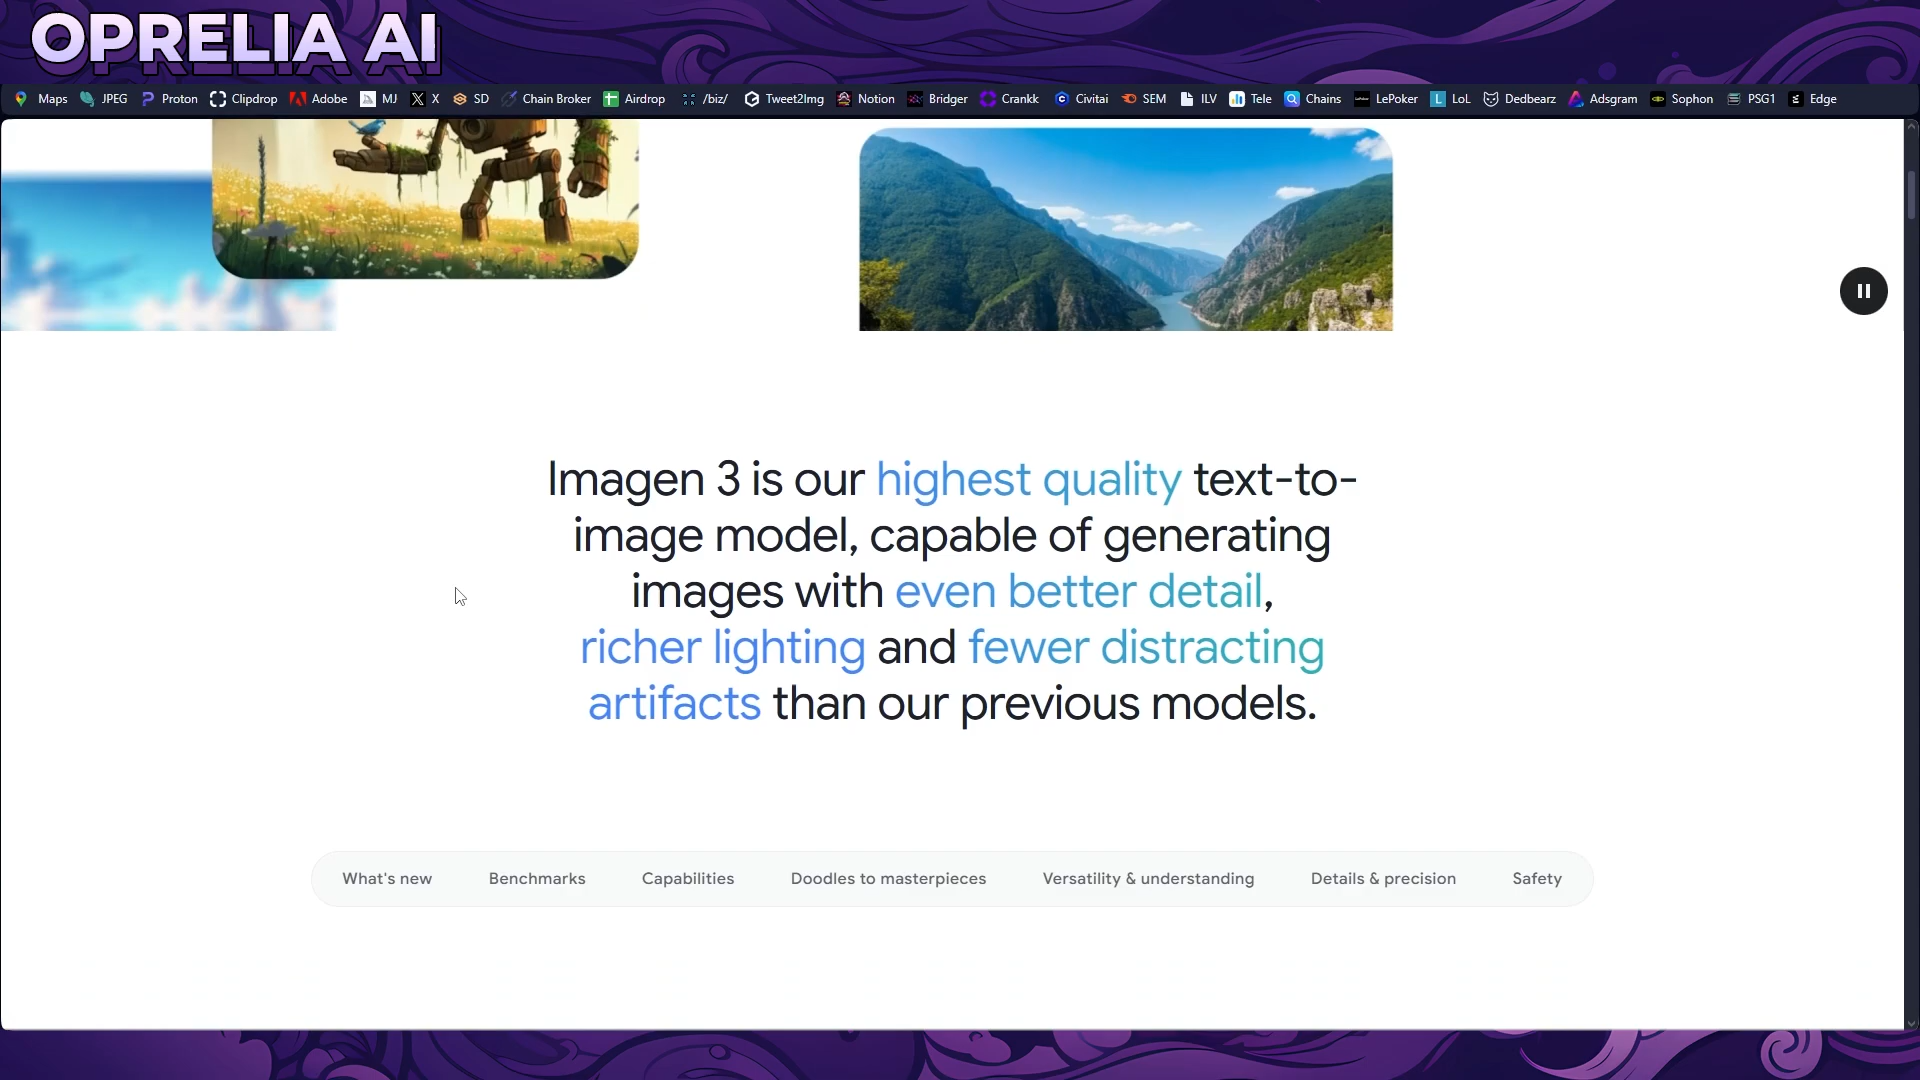 OPRELIA AI
Maps JPEG Proton Clipdrop Adobe MJ X SD Chain Broker Airdrop /biz/ Tweet2Img Notion Bridger Crankk Civitai SEM ILV Tele Chains LePoker LoL Dedbearz Adsgram Sophon PSG1 Edge
Imagen 3 is our highest quality text-to-
image model, capable of generating
images with even better detail,
richer lighting and fewer distracting
artifacts than our previous models.
What's new Benchmarks Capabilities Doodles to masterpieces Versatility & understanding Details & precision Safety